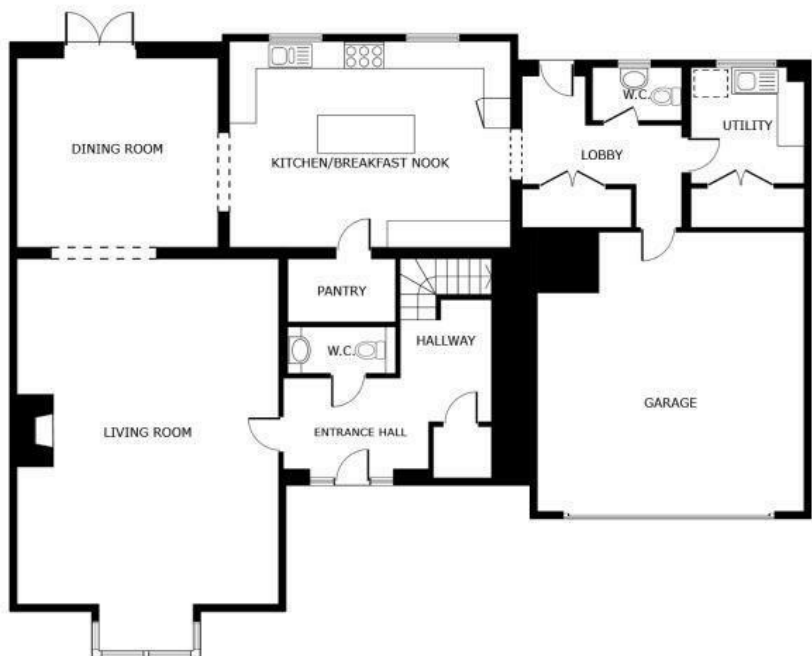 W.C.
UTILITY
DINING ROOM
KITCHEN/BREAKFAST NOOK
LOBBY
PANTRY
W.C.
HALLWAY
LIVING ROOM
ENTRANCE HALL
GARAGE